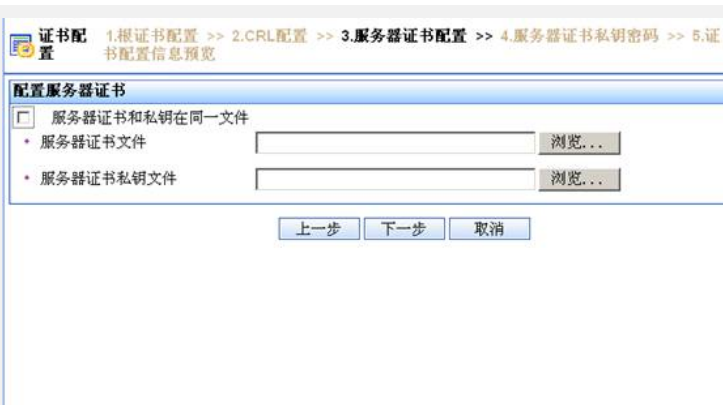 证书配置
1.根证书配置 >> 2.CRL配置 >> 3.服务器证书配置 >> 4.服务器证书私钥密码 >> 5.证
书配置信息预览
配置服务器证书
服务器证书和私钥在同一文件
服务器证书文件 浏览...
服务器证书私钥文件 浏览...
上一步 下一步 取消